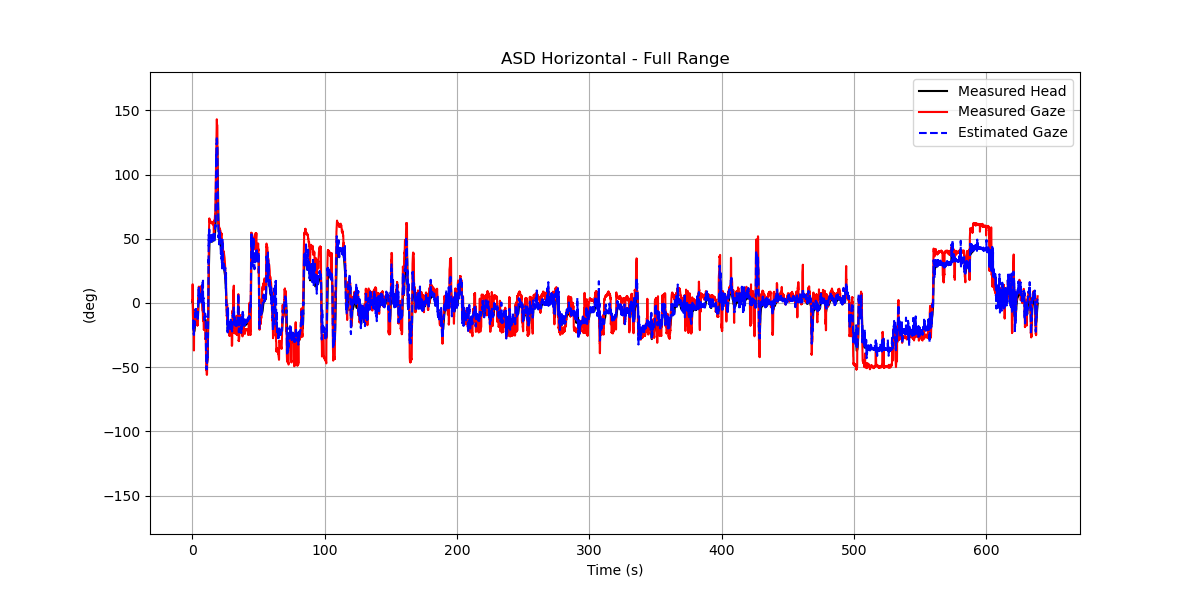 ASD Horizontal - Full Range
Measured Head
Measured Gaze
Estimated Gaze
150
100
50
0
−50
−100
−150
(deg)
0 100 200 300 400 500 600
Time (s)